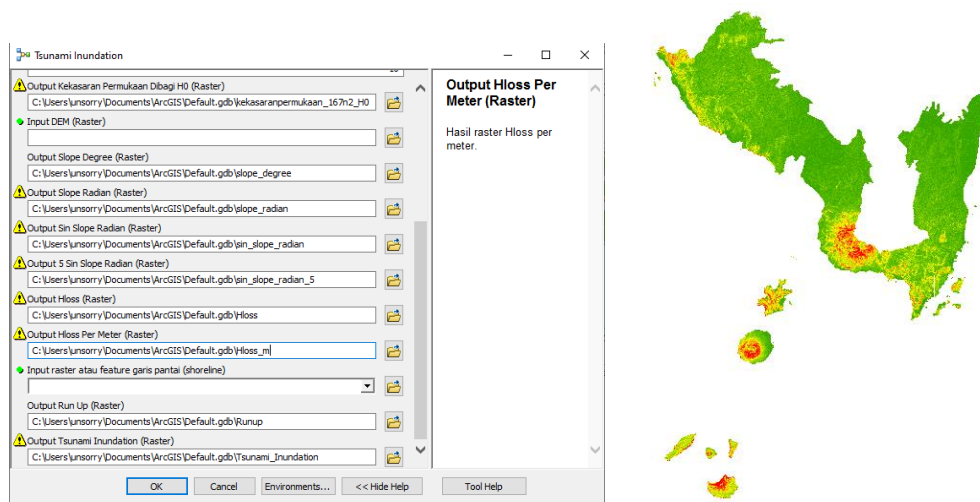 Tsunami Inundation
Output Kekasaran Permukaan Dibagi H0 (Raster)
C:\Users\unsorry\Documents\ArcGIS\Default.gdb\kekasaranpermukaan_167n2_H0
Input DEM (Raster)
Output Slope Degree (Raster)
C:\Users\unsorry\Documents\ArcGIS\Default.gdb\slope_degree
Output Slope Radian (Raster)
C:\Users\unsorry\Documents\ArcGIS\Default.gdb\slope_radian
Output Sin Slope Radian (Raster)
C:\Users\unsorry\Documents\ArcGIS\Default.gdb\sin_slope_radian
Output 5 Sin Slope Radian (Raster)
C:\Users\unsorry\Documents\ArcGIS\Default.gdb\sin_slope_radian_5
Output Hloss (Raster)
C:\Users\unsorry\Documents\ArcGIS\Default.gdb\Hloss
Output Hloss Per Meter (Raster)
C:\Users\unsorry\Documents\ArcGIS\Default.gdb\Hloss_m
Input raster atau feature garis pantai (shoreline)
Output Run Up (Raster)
C:\Users\unsorry\Documents\ArcGIS\Default.gdb\Runup
Output Tsunami Inundation (Raster)
C:\Users\unsorry\Documents\ArcGIS\Default.gdb\Tsunami_Inundation
Output Hloss Per
Meter (Raster)
Hasil raster Hloss per
meter.
OK
Cancel
Environments...
<< Hide Help
Tool Help